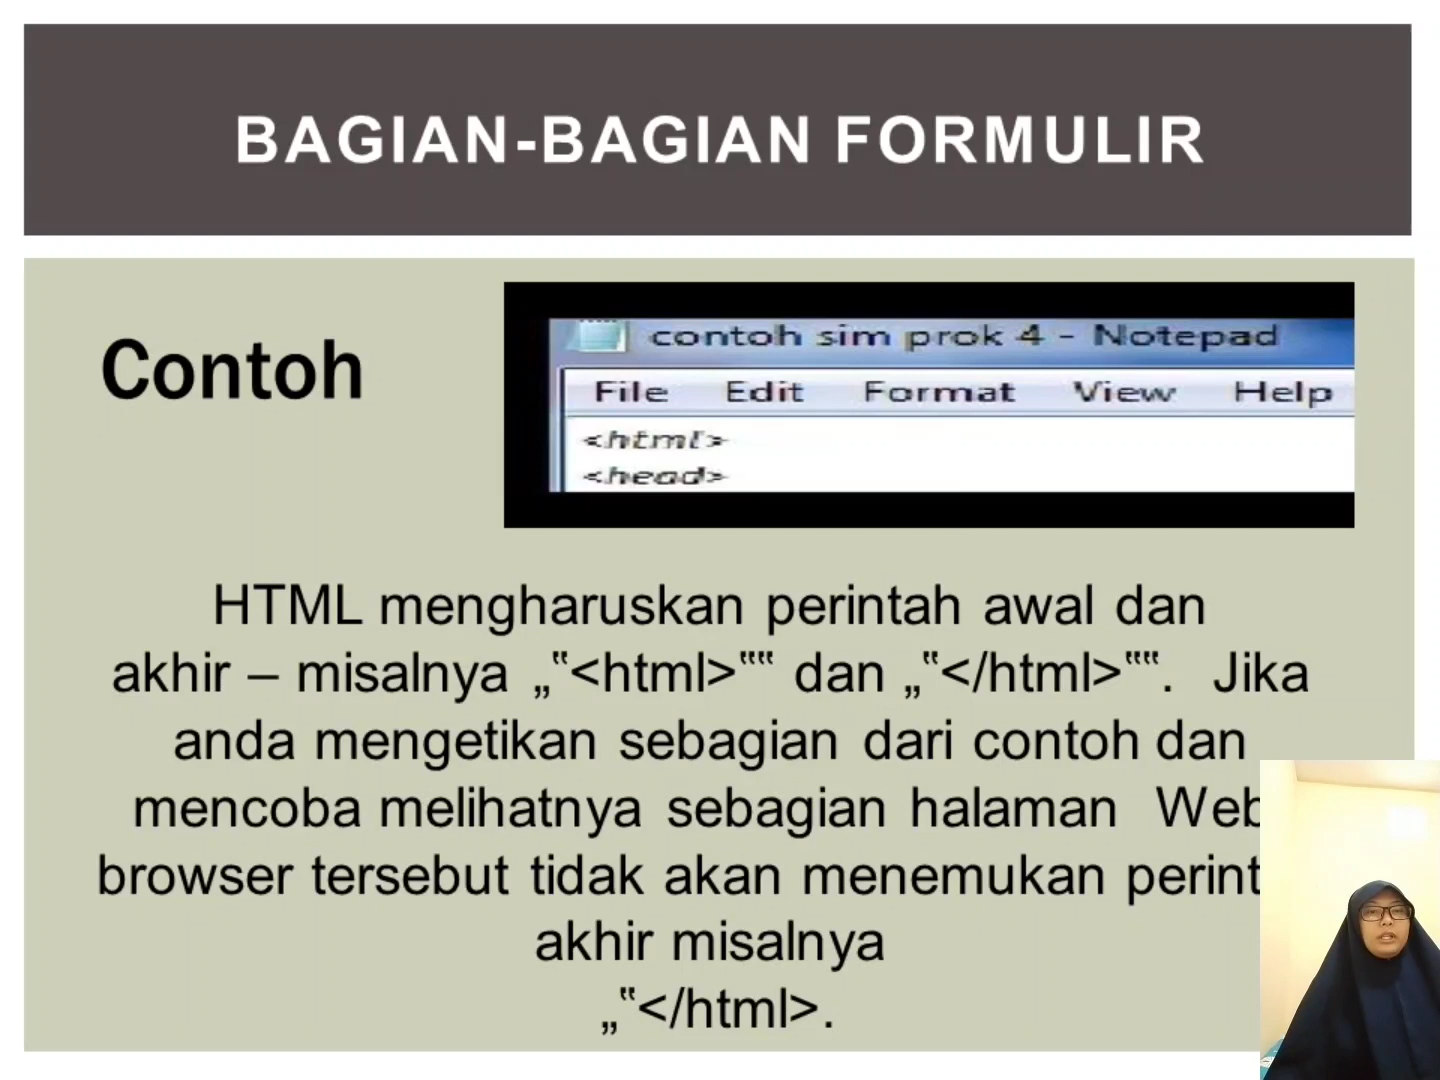 BAGIAN-BAGIAN FORMULIR
Contoh
contoh sim prok 4 - Notepad
File Edit Format View Help
<html>
<head>
HTML mengharuskan perintah awal dan
akhir – misalnya „‟<html>‟‟‟ dan „‟</html>‟‟‟. Jika
anda mengetikan sebagian dari contoh dan
mencoba melihatnya sebagian halaman Web
browser tersebut tidak akan menemukan
akhir misalnya
„‟</html>.